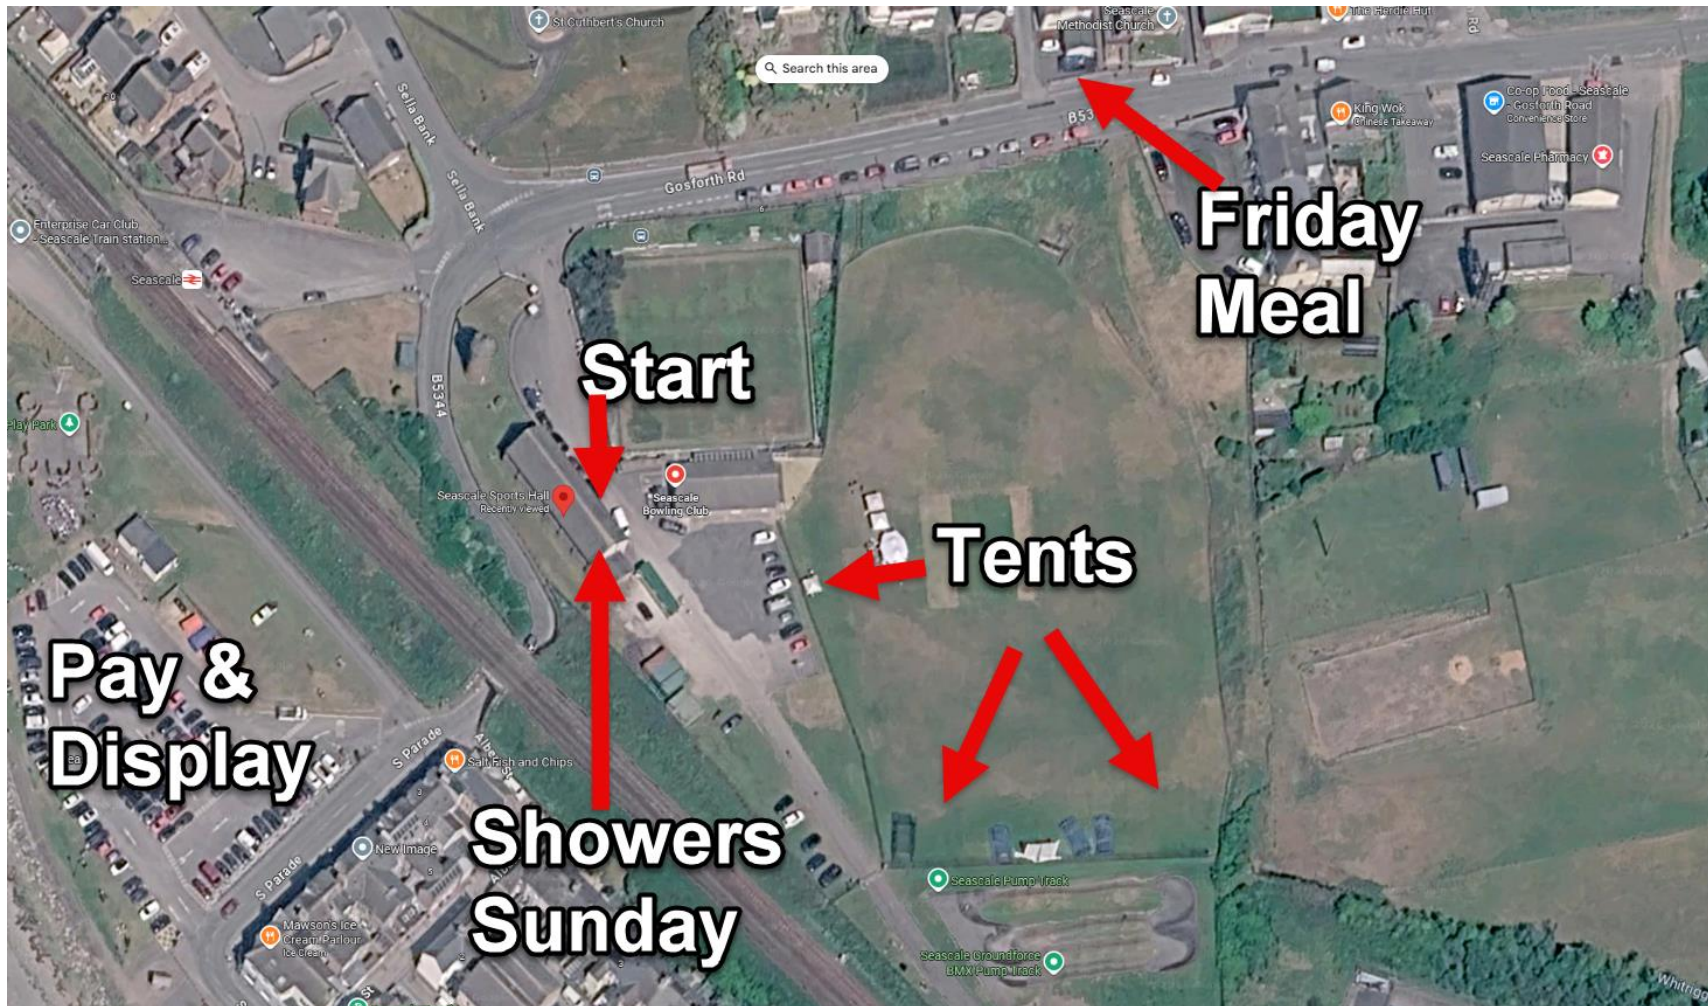 St Cuthbert's Church
Seascale
Methodist Church
The Herdie Hut
Rd
Search this area
Sella Bank
B53
King Wok
Chinese Takeaway
Co-op Food - Seascale
- Gosforth Road
Convenience Store
Seascale Pharmacy
Gosforth Rd
Sella Bank
Friday
Meal
Enterprise Car Club
- Seascale Train station...
Seascale
Start
B5344
Play Park
Seascale Sports Hall
Recently viewed
Seascale
Bowling Club
Tents
Pay &
Display
S Parade
Salt Fish and Chips
Showers
Sunday
New Image
S Parade
Seascale Pump Track
Mawson's Ice
Cream Parlour
Ice Cream
Seascale Groundforce
BMX Pump Track
St